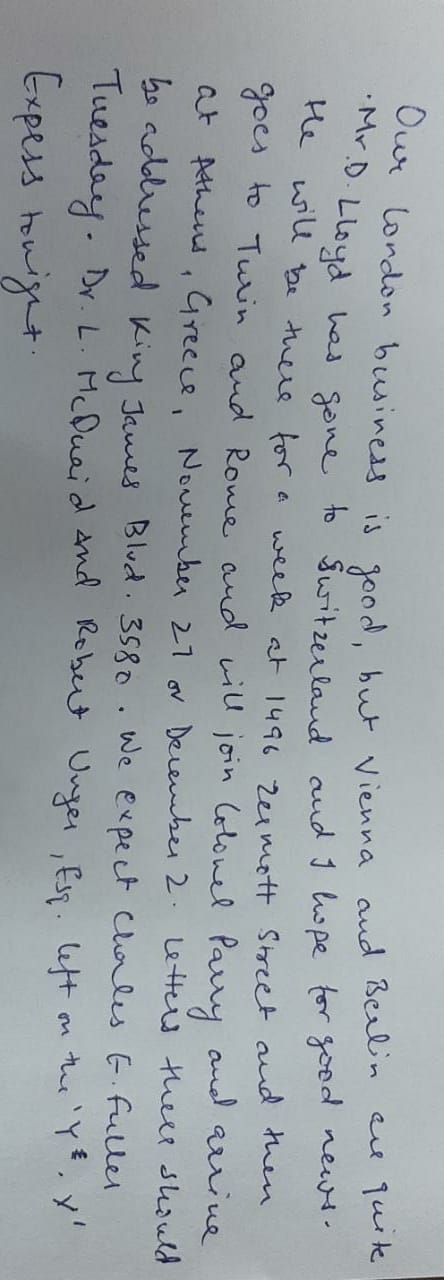 Our London business is good, but Vienna and Berlin are quite
. Mr. D. Lloyd has gone to Switzerland and I hope for good news.
He will be there for a week at 1496 Zermott Street and then
goes to Turin and Rome and will join Colonel Parry and arrive
at Athens, Greece, November 27 or December 2. Letters there should
be addressed King James Blvd. 3580. We expect Charles E. Fuller
Tuesday. Dr. L. McQuaid and Robert Unger, Esq. left on the 'Y &. Y'
Expess tonight.